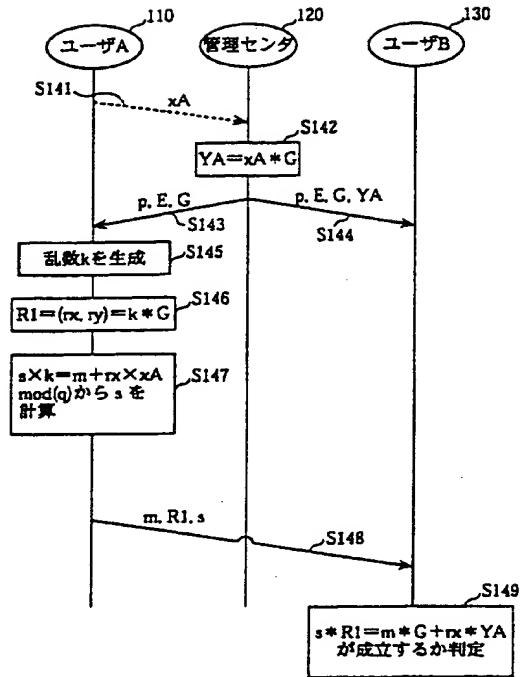 110
120
130
ユーザA
管理センタ
ユーザB
S141
xA
S142
YA=xA*G
p, E, G
p, E, G, YA
S143
S144
乱数kを生成
S145
R1=(rx, ry)=k*G
S146
s×k=m+rx×xA
mod(q)からsを
計算
S147
m, R1, s
S148
S149
s*R1=m*G+rx*YA
が成立するか判定